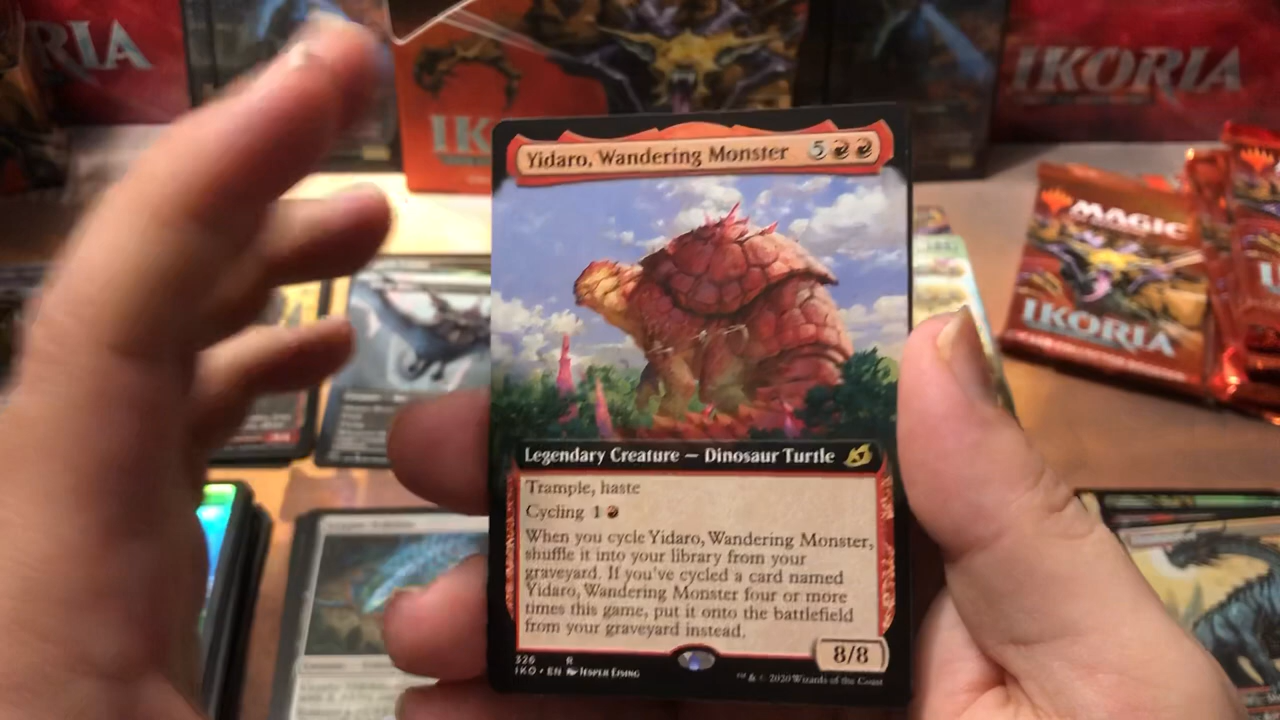 RIA
IK
IKORIA
MAGIC
IKORIA
Yidaro, Wandering Monster 5
Legendary Creature — Dinosaur Turtle
Trample, haste
Cycling 1
When you cycle Yidaro, Wandering Monster,
shuffle it into your library from your
graveyard. If you've cycled a card named
Yidaro, Wandering Monster four or more
times this game, put it onto the battlefield
from your graveyard instead.
8/8
326 R
IKO • EN Jesper Ejsing
™ & © 2020 Wizards of the Coast